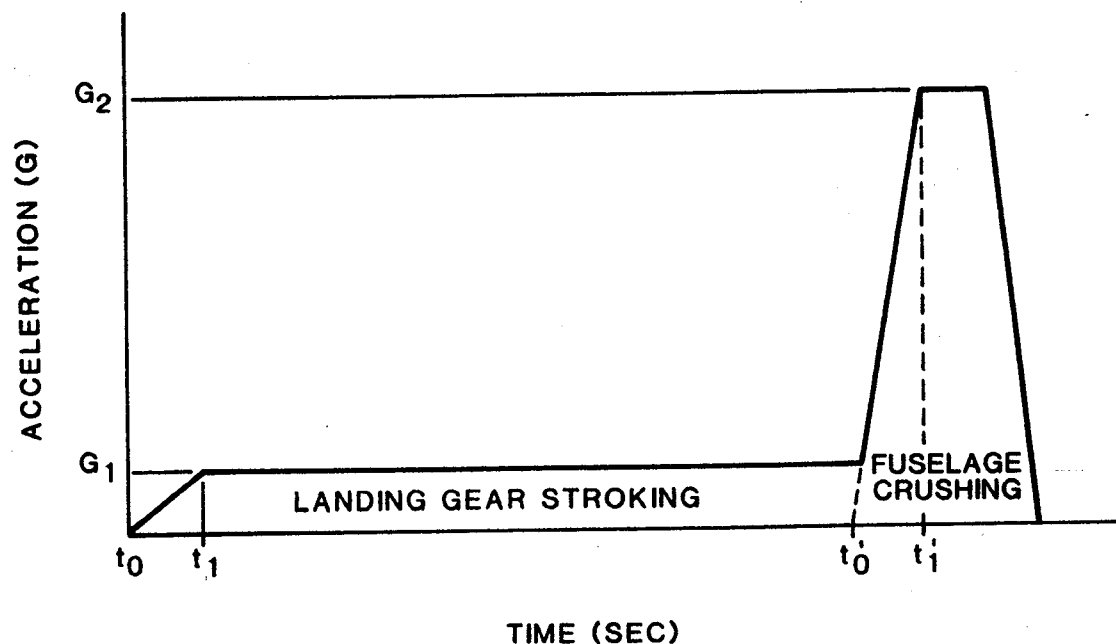 ACCELERATION (G)
G2
G1
FUSELAGE
CRUSHING
LANDING GEAR STROKING
t0
t1
t'0
t'1
TIME (SEC)